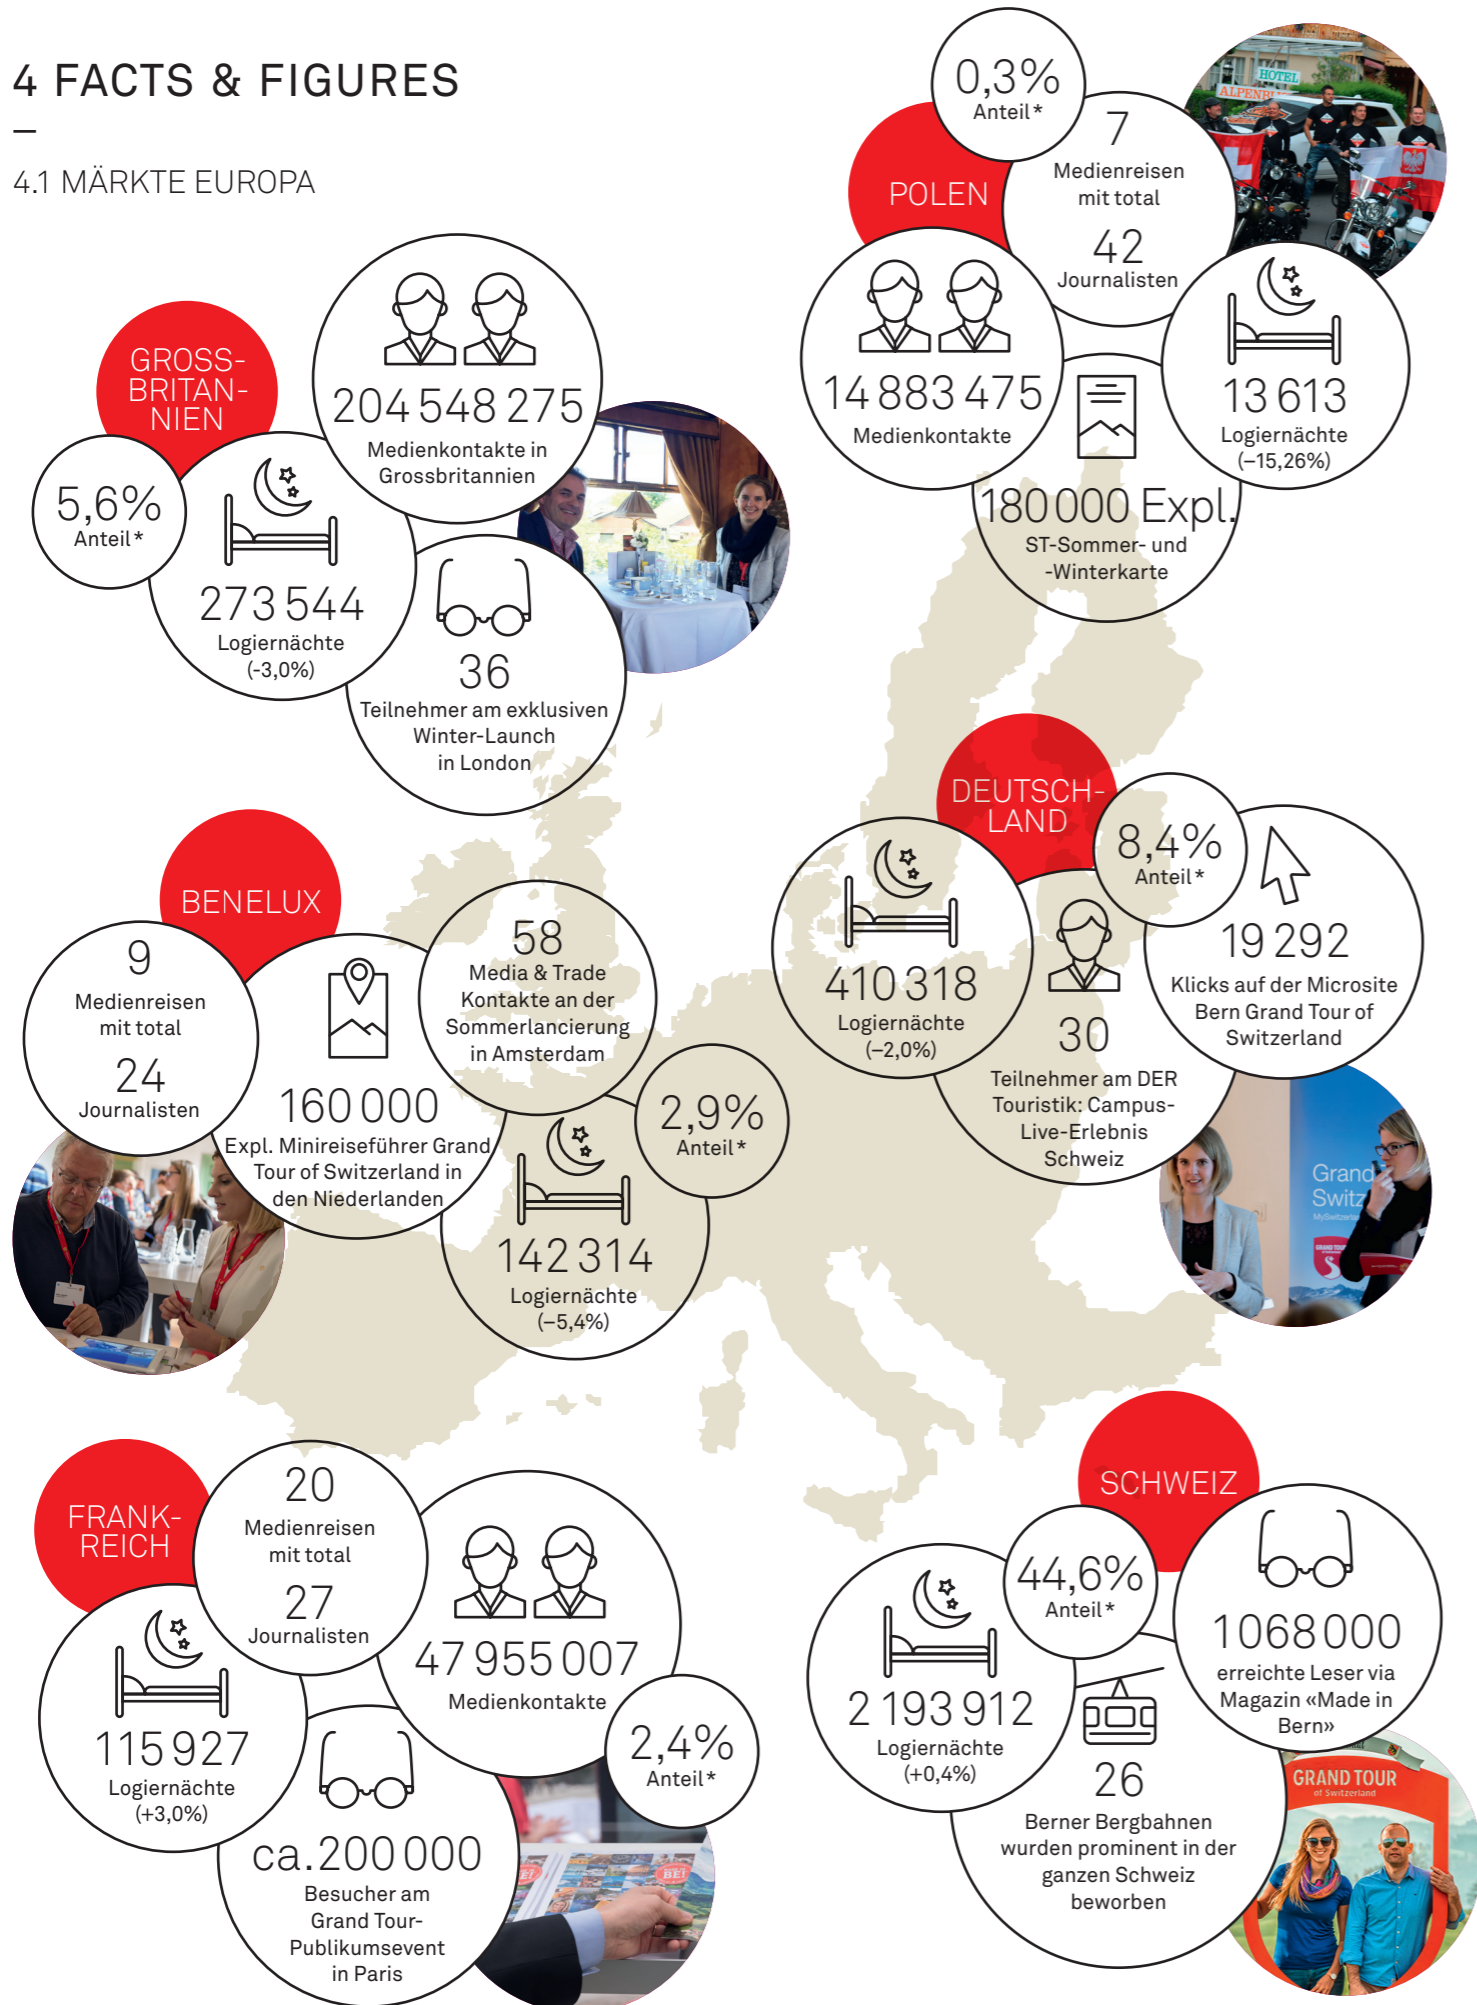 4 FACTS & FIGURES
–
4.1 MÄRKTE EUROPA
POLEN
0,3%
Anteil*
7
Medienreisen
mit total
42
Journalisten
14 883 475
Medienkontakte
13 613
Logiernächte
(–15,26%)
180 000 Expl.
ST-Sommer- und
-Winterkarte
HOTEL
GROSS-
BRITAN-
NIEN
204 548 275
Medienkontakte in
Grossbritannien
5,6%
Anteil*
273 544
Logiernächte
(-3,0%)
36
Teilnehmer am exklusiven
Winter-Launch
in London
DEUTSCH-
LAND
8,4%
Anteil*
410 318
Logiernächte
(–2,0%)
30
Teilnehmer am DER
Touristik: Campus-
Live-Erlebnis
Schweiz
19 292
Klicks auf der Microsite
Bern Grand Tour of
Switzerland
Grand
Switz
BENELUX
9
Medienreisen
mit total
24
Journalisten
160 000
Expl. Minireiseführer Grand
Tour of Switzerland in
den Niederlanden
58
Media & Trade
Kontakte an der
Sommerlancierung
in Amsterdam
2,9%
Anteil*
142 314
Logiernächte
(–5,4%)
FRANK-
REICH
20
Medienreisen
mit total
27
Journalisten
47 955 007
Medienkontakte
2,4%
Anteil*
115 927
Logiernächte
(+3,0%)
ca. 200 000
Besucher am
Grand Tour-
Publikumsevent
in Paris
SCHWEIZ
44,6%
Anteil*
2 193 912
Logiernächte
(+0,4%)
1 068 000
erreichte Leser via
Magazin «Made in
Bern»
26
Berner Bergbahnen
wurden prominent in der
ganzen Schweiz
beworben
GRAND TOUR
of Switzerland